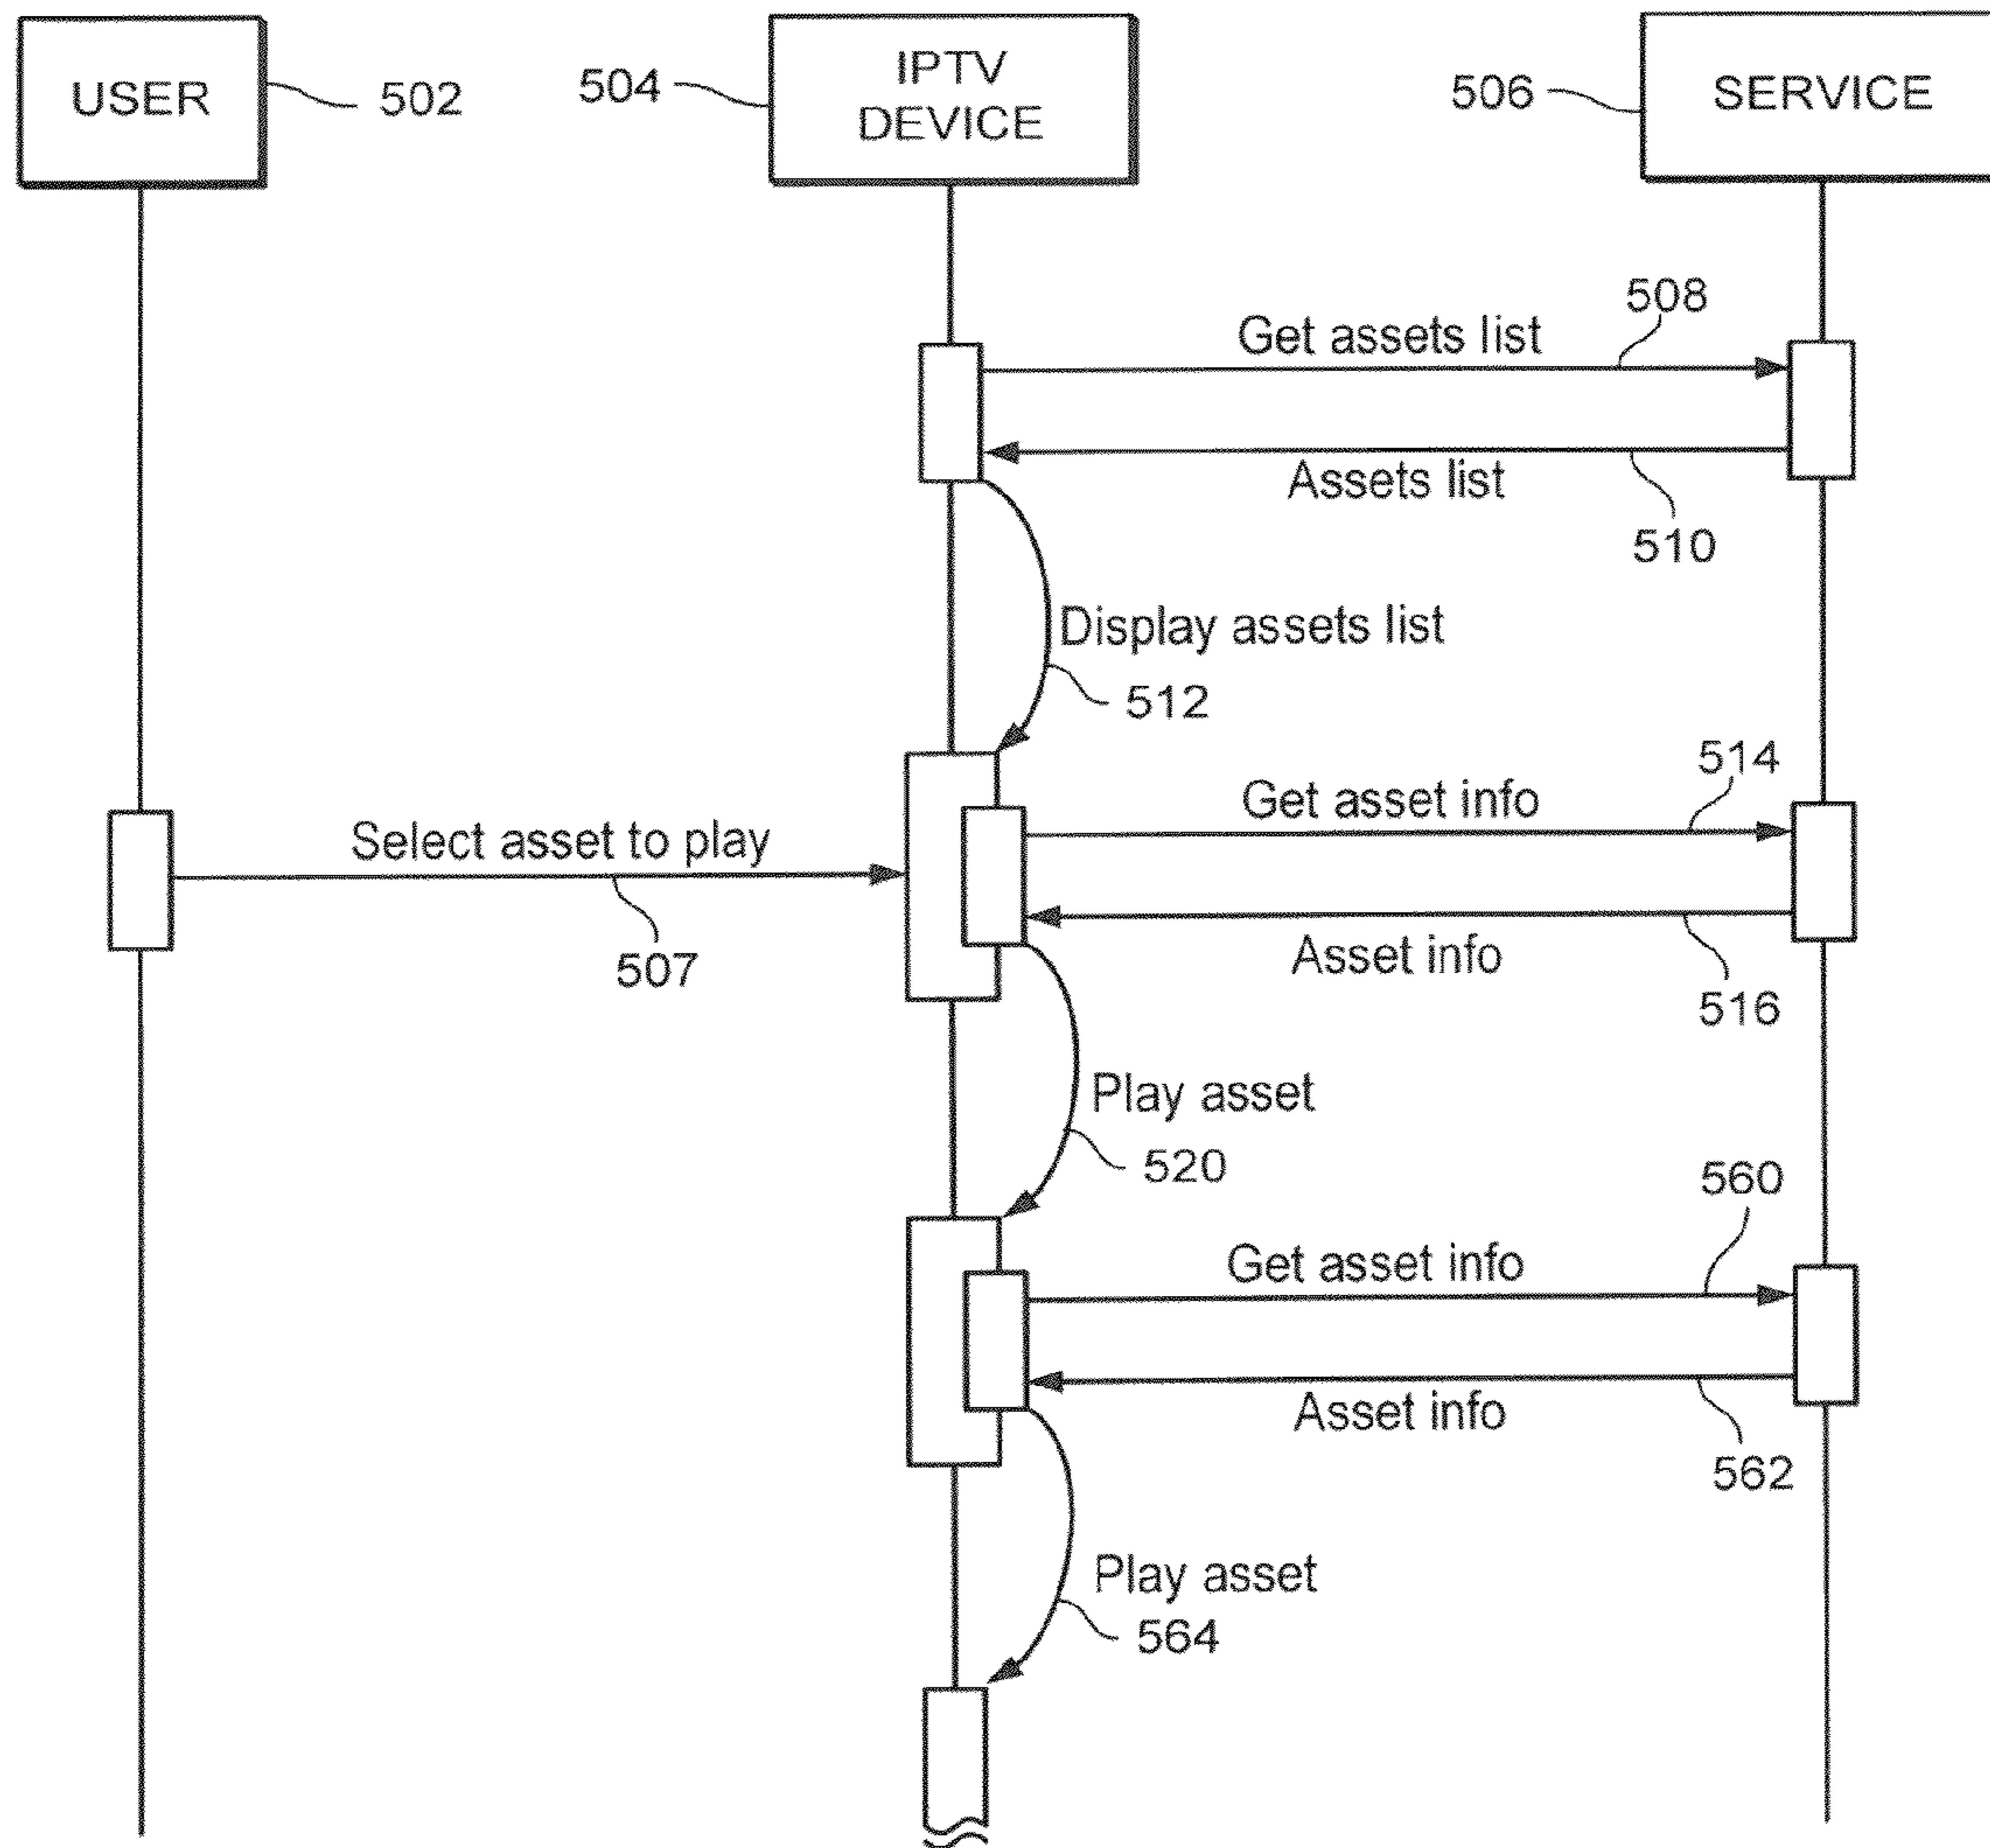 USER
502
504
IPTV
DEVICE
506
SERVICE
508
Get assets list
Assets list
510
Display assets list
512
514
Get asset info
Select asset to play
507
Asset info
516
Play asset
520
560
Get asset info
Asset info
562
Play asset
564